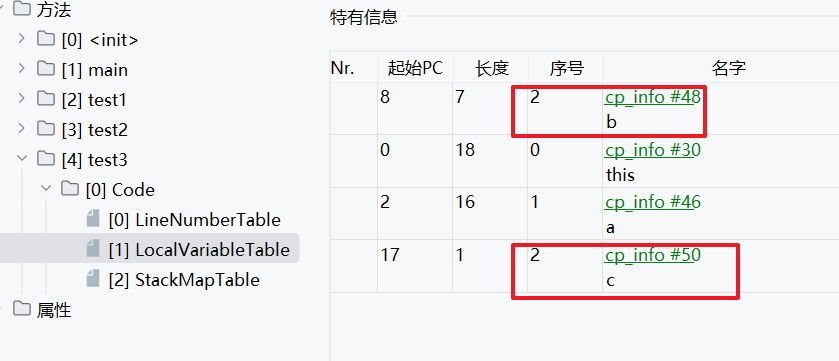 方法
[0] <init>
[1] main
[2] test1
[3] test2
[4] test3
[0] Code
[0] LineNumberTable
[1] LocalVariableTable
[2] StackMapTable
属性
特有信息
Nr. 起始PC 长度 序号 名字
8 7 2 cp_info #48
b
0 18 0 cp_info #30
this
2 16 1 cp_info #46
a
17 1 2 cp_info #50
c